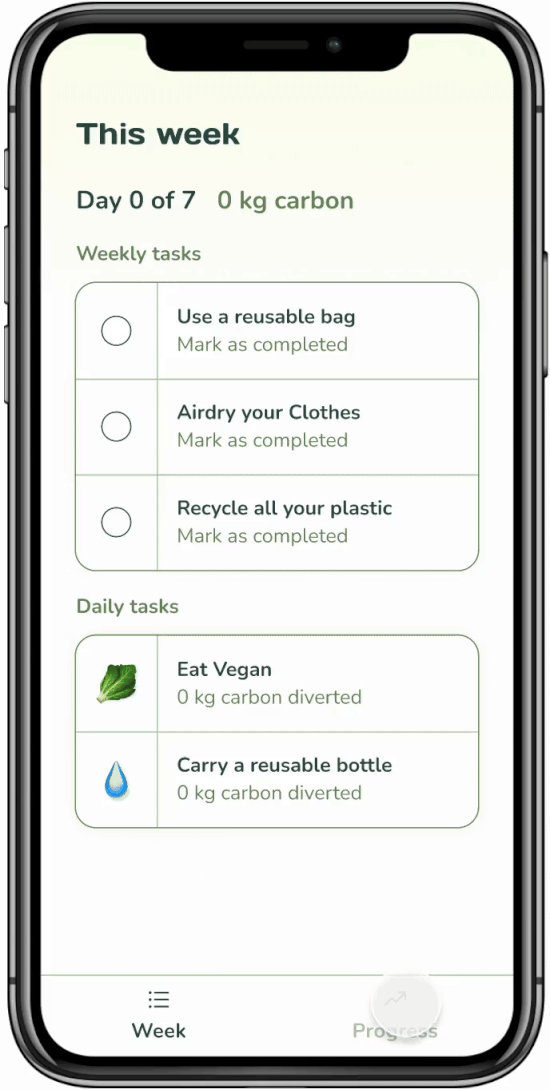 This week
Day 0 of 7 0 kg carbon
Weekly tasks
Use a reusable bag
Mark as completed
Airdry your Clothes
Mark as completed
Recycle all your plastic
Mark as completed
Daily tasks
Eat Vegan
0 kg carbon diverted
Carry a reusable bottle
0 kg carbon diverted
Week Progress